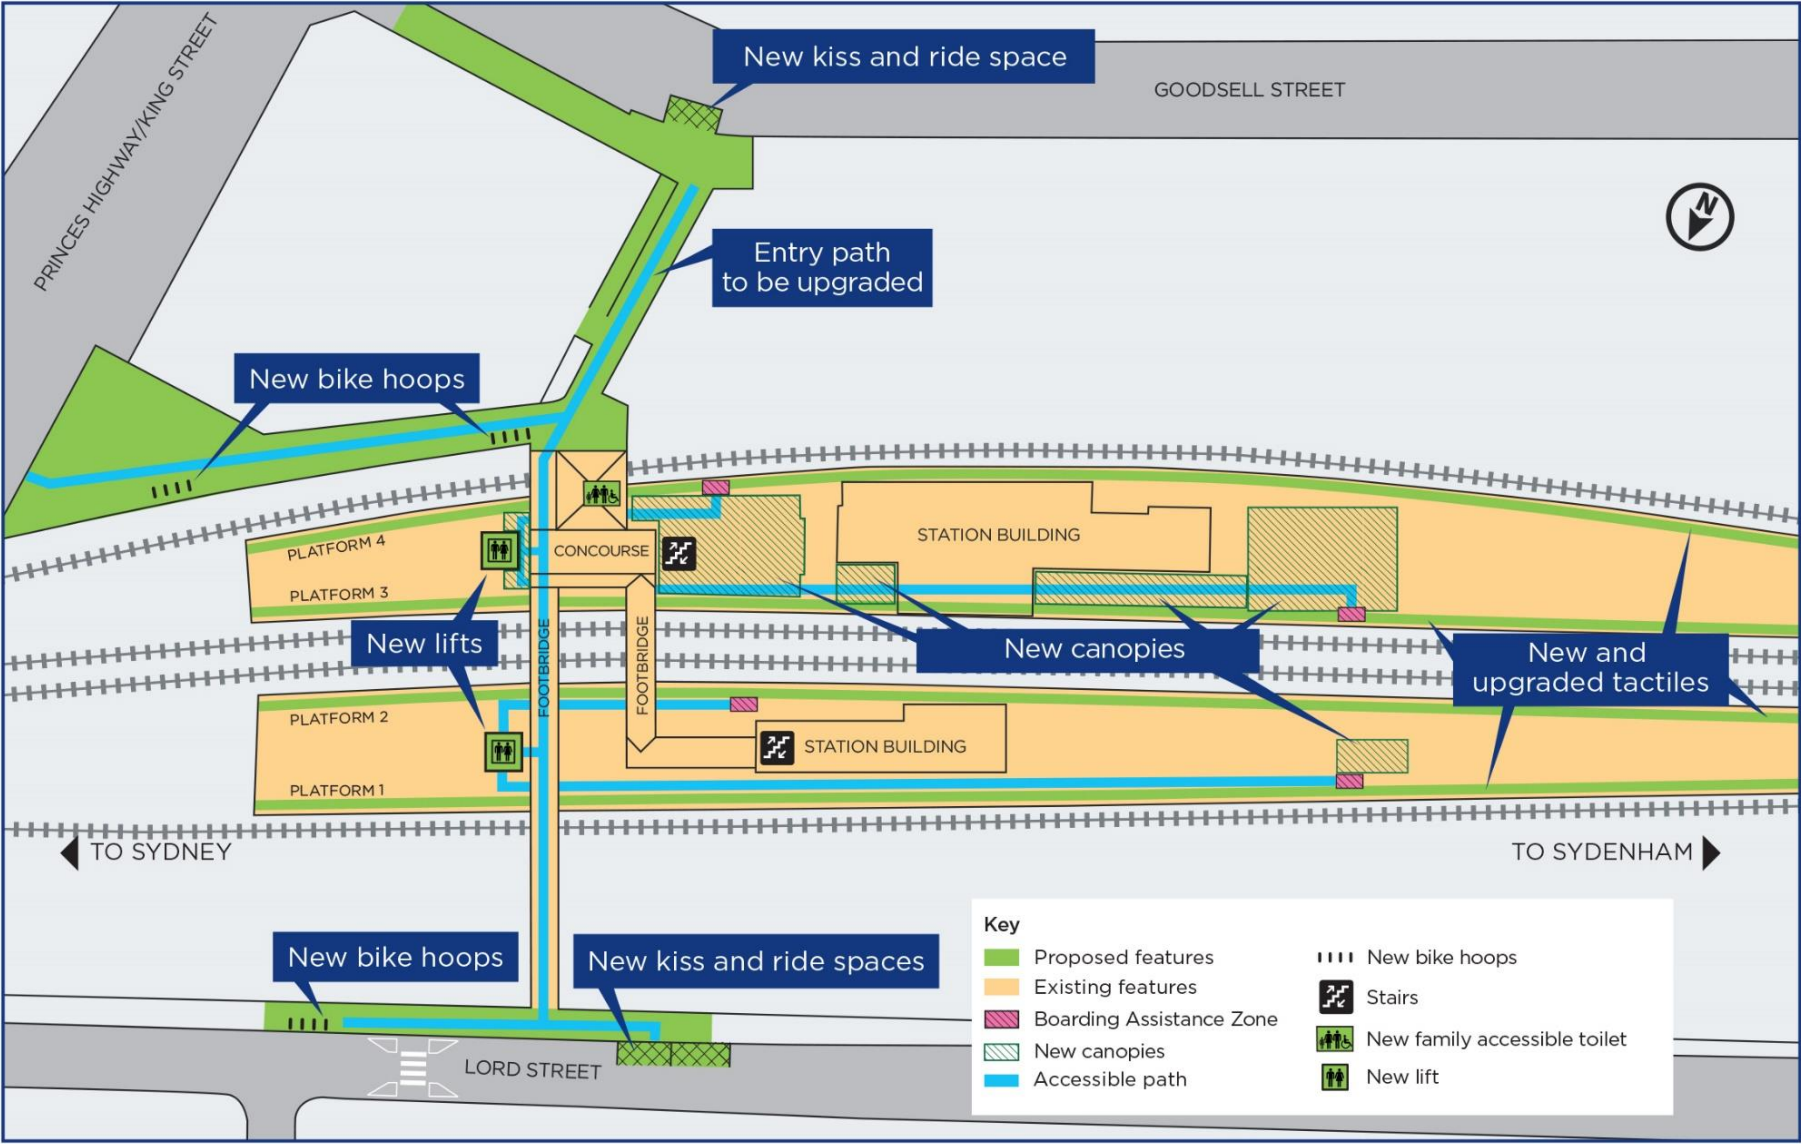 New kiss and ride space
GOODSELL STREET
PRINCES HIGHWAY/KING STREET
N
Entry path
to be upgraded
New bike hoops
STATION BUILDING
PLATFORM 4
CONCOURSE
PLATFORM 3
New lifts
FOOTBRIDGE
FOOTBRIDGE
New canopies
New and
upgraded tactiles
PLATFORM 2
STATION BUILDING
PLATFORM 1
TO SYDNEY
TO SYDENHAM
New bike hoops
New kiss and ride spaces
LORD STREET
Key
Proposed features
Existing features
Boarding Assistance Zone
New canopies
Accessible path
New bike hoops
Stairs
New family accessible toilet
New lift